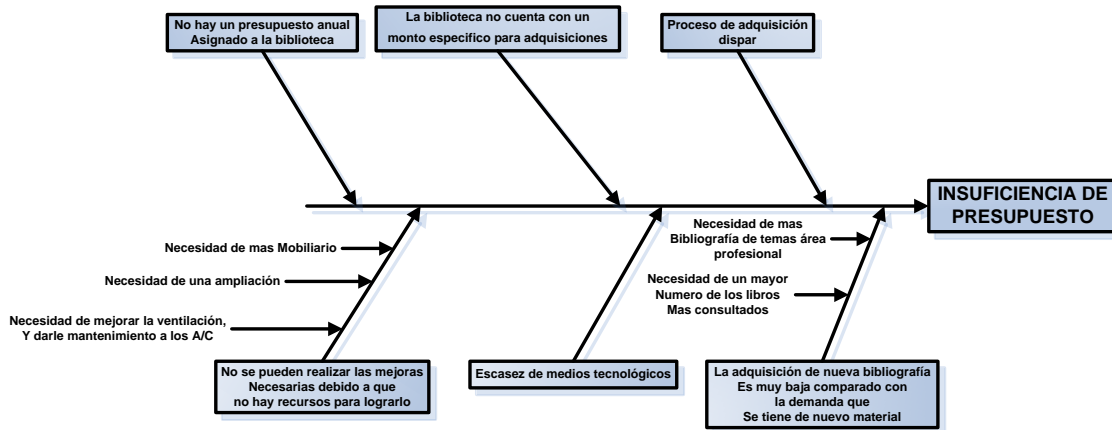 No hay un presupuesto anual
Asignado a la biblioteca
La biblioteca no cuenta con un
monto especifico para adquisiciones
Proceso de adquisición
dispar
INSUFICIENCIA DE
PRESUPUESTO
Necesidad de mas Mobiliario
Necesidad de una ampliación
Necesidad de mejorar la ventilación,
Y darle mantenimiento a los A/C
Necesidad de mas
Bibliografía de temas área
profesional
Necesidad de un mayor
Numero de los libros
Mas consultados
No se pueden realizar las mejoras
Necesarias debido a que
no hay recursos para lograrlo
Escasez de medios tecnológicos
La adquisición de nueva bibliografía
Es muy baja comparado con
la demanda que
Se tiene de nuevo material